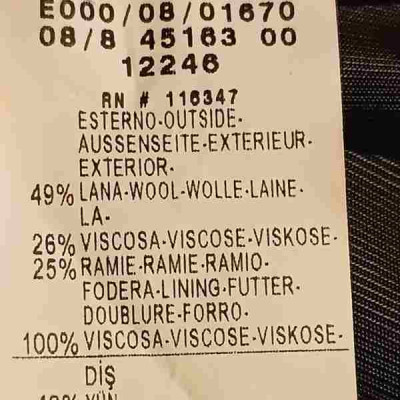 E000/08/01670
08/8 45163 00
12246
RN # 116347
ESTERNO-OUTSIDE-
AUSSENSEITE-EXTERIEUR-
EXTERIOR-
49% LANA-WOOL-WOLLE-LAINE-
LA-
26% VISCOSA-VISCOSE-VISKOSE-
25% RAMIE-RAMIE-RAMIO-
FODERA-LINING-FUTTER-
DOUBLURE-FORRO-
100% VISCOSA-VISCOSE-VISKOSE-
DİŞ
YÜN